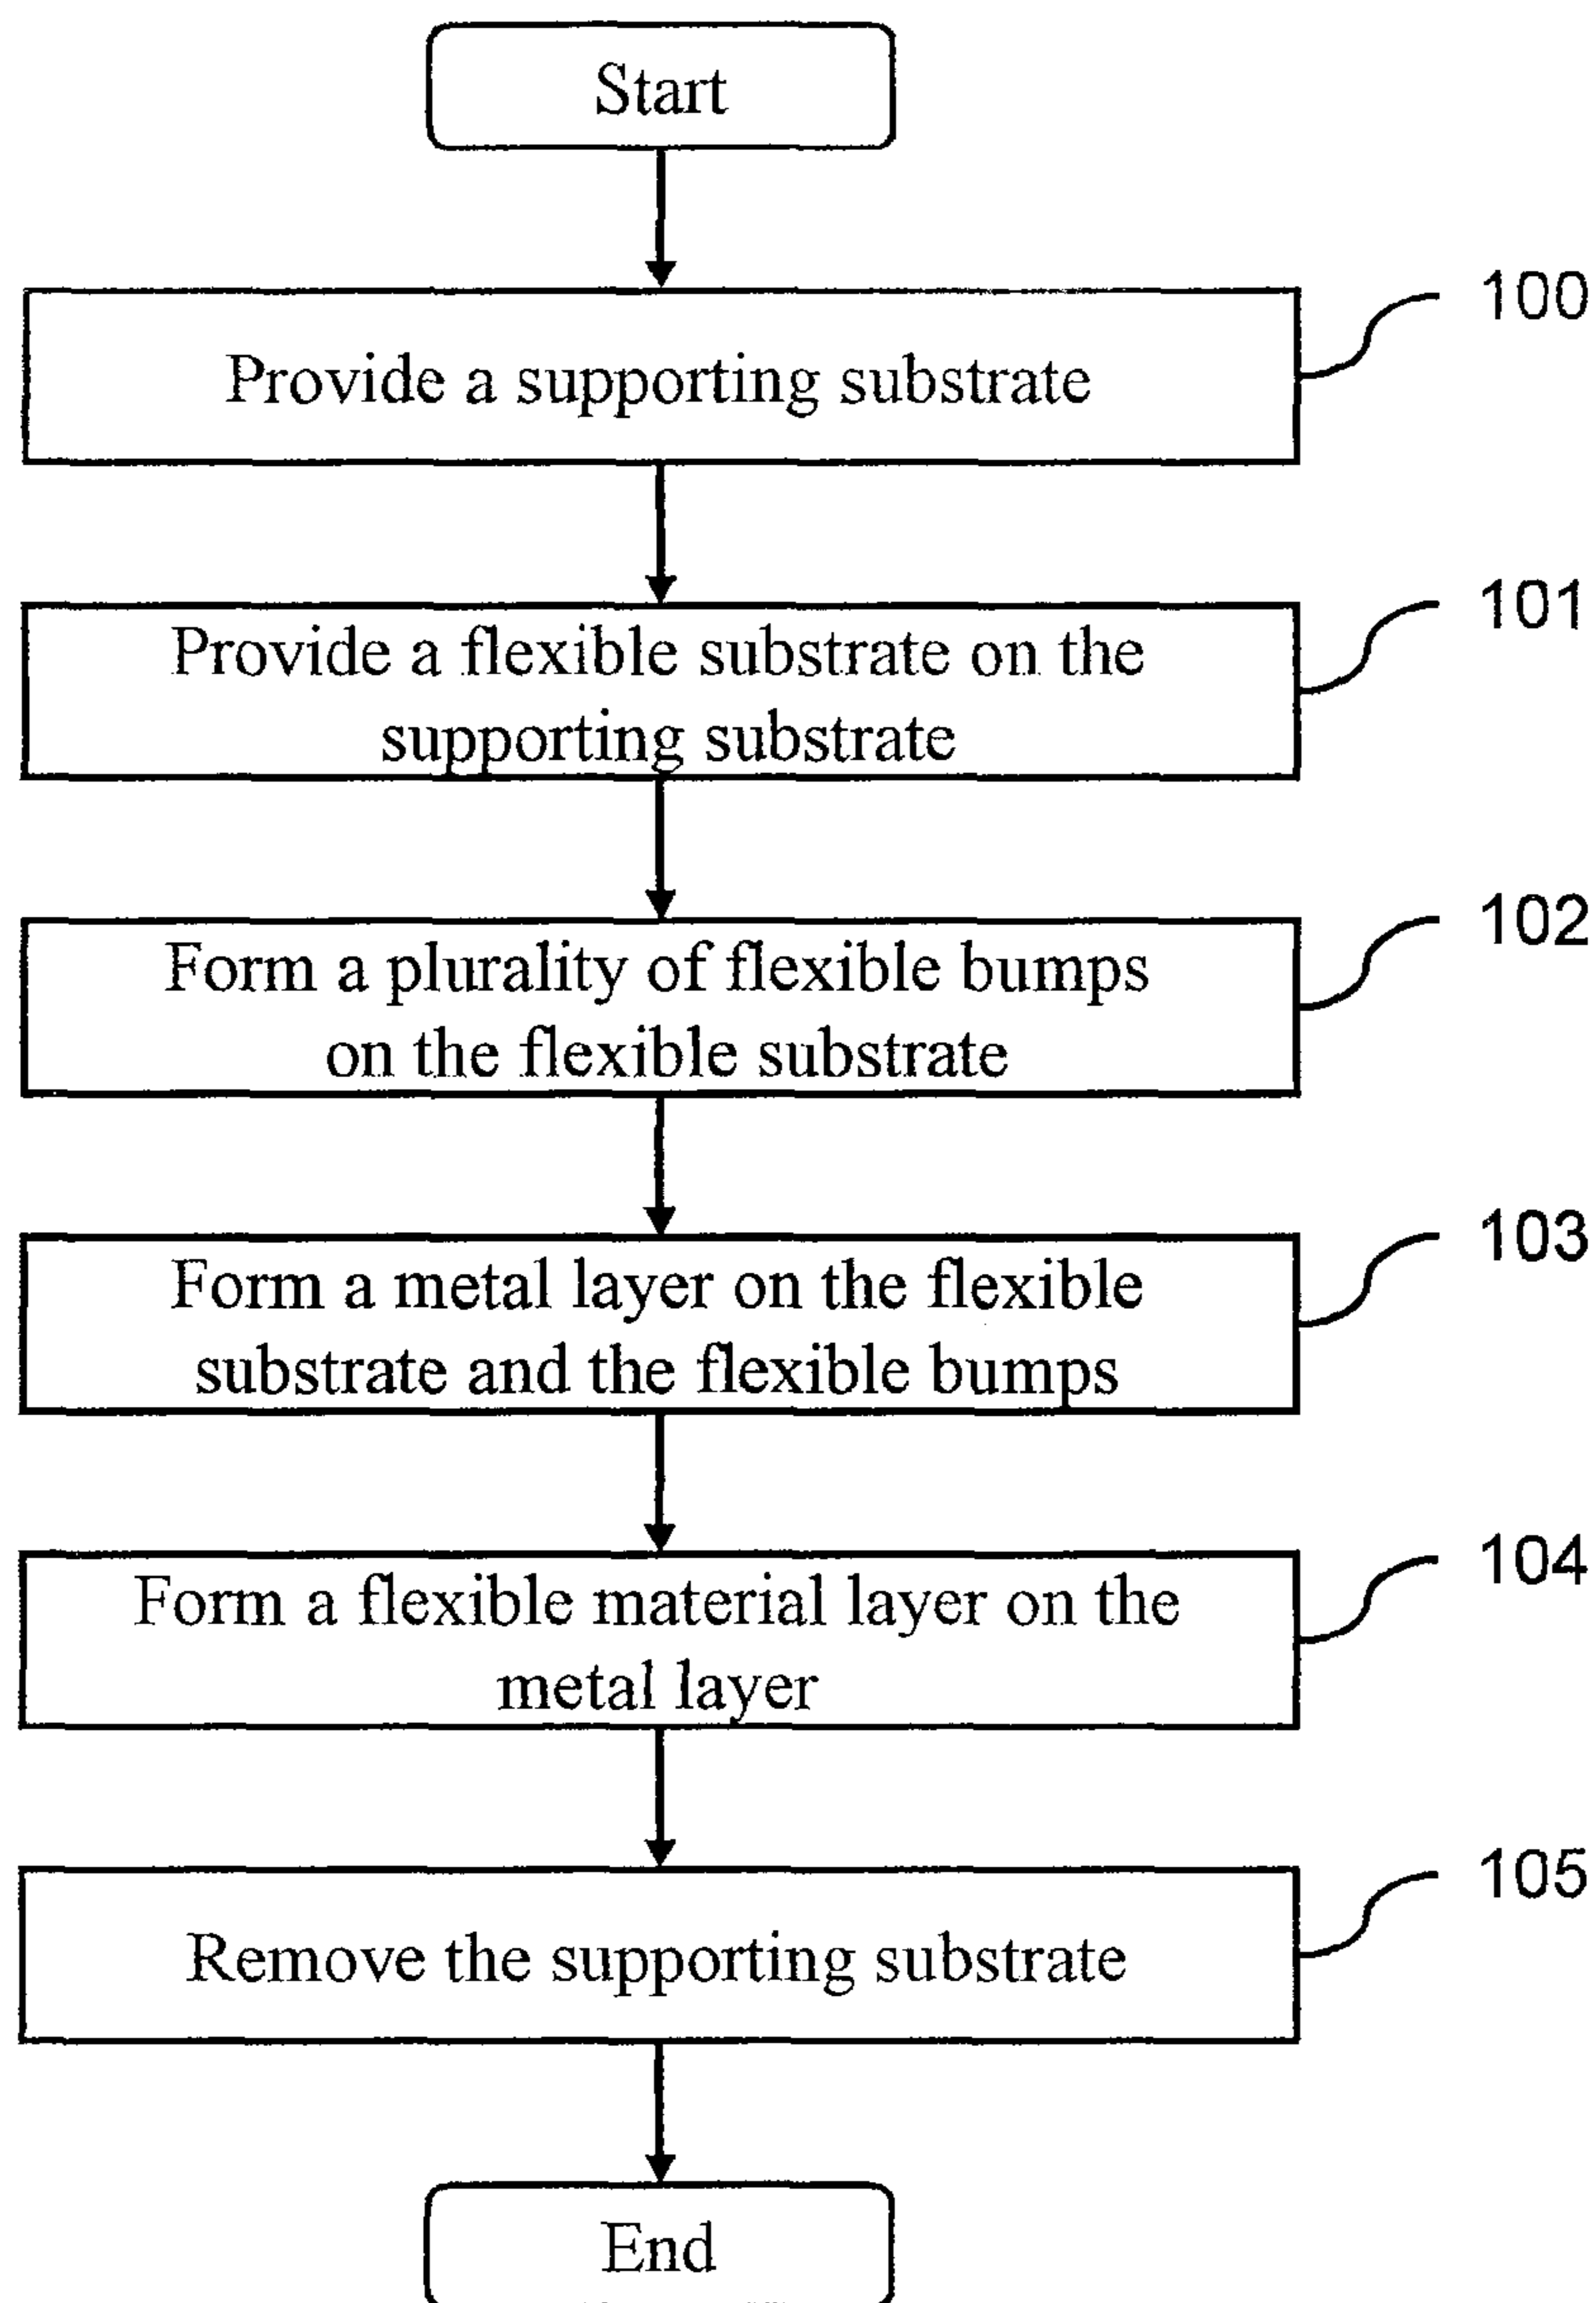 Start
100
Provide a supporting substrate
101
Provide a flexible substrate on the
supporting substrate
102
Form a plurality of flexible bumps
on the flexible substrate
103
Form a metal layer on the flexible
substrate and the flexible bumps
104
Form a flexible material layer on the
metal layer
105
Remove the supporting substrate
End